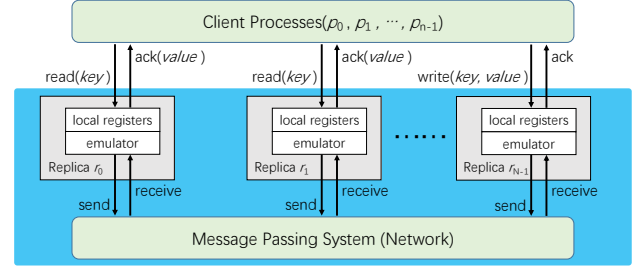 Client Processes(p₀, p₁, ⋯, pₙ₋₁)
read(key) ack(value) read(key) ack(value) write(key, value) ack
local registers local registers local registers
emulator emulator ⋯⋯ emulator
Replica r₀ Replica r₁ Replica r_N-1
send receive send receive send receive
Message Passing System (Network)